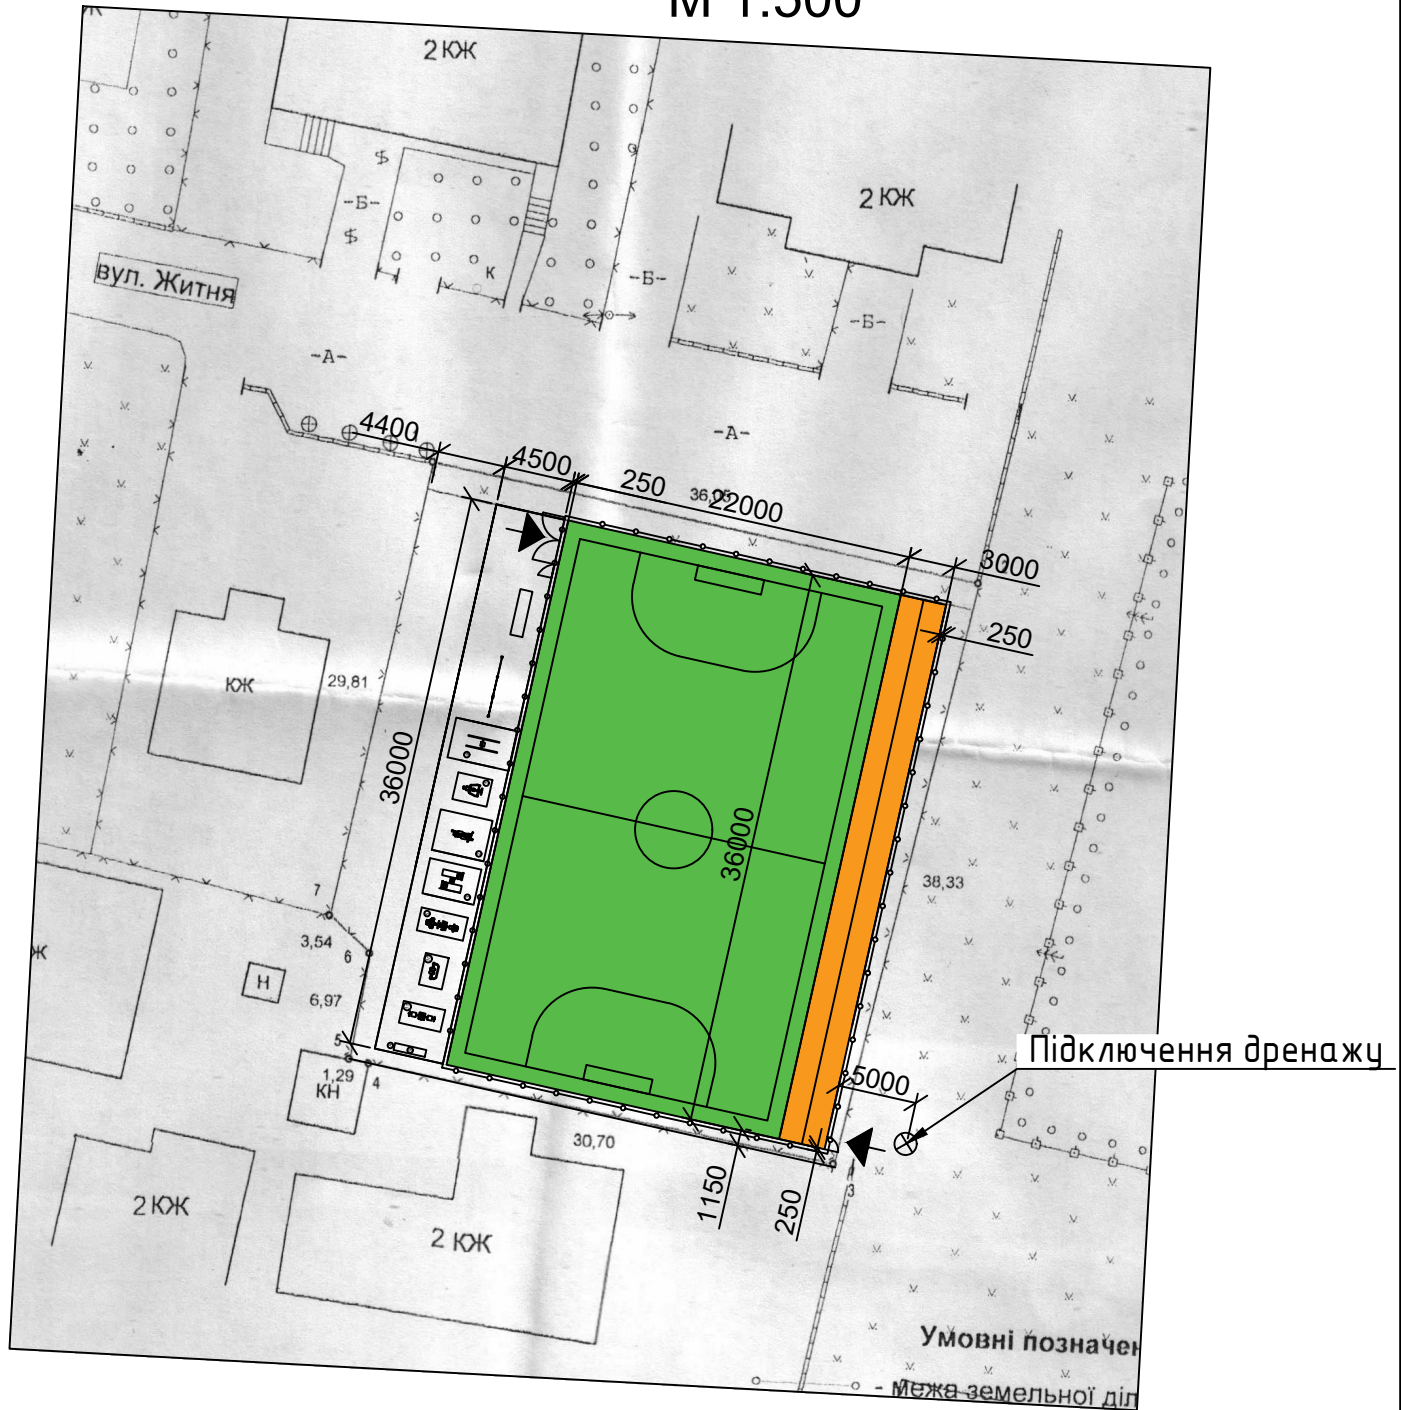 М 1:500
2 КЖ
$
-Б-
$
к
2 КЖ
-Б-
-Б-
вул. Житня
-А-
-А-
4400
4500
250
36,05
22000
3000
250
КЖ
29,81
36000
36000
38,33
7
3,54
6
6,97
Н
5
1,29
4
КН
Ж
Підключення дренажу
5000
30,70
1150
250
3
2 КЖ
2 КЖ
Умовні позначен
- межа земельної діл